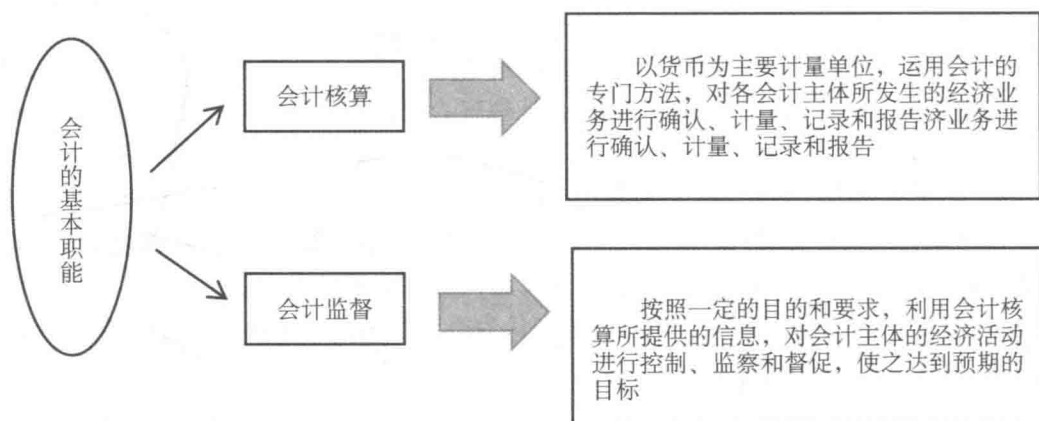 会计的基本职能
会计核算
以货币为主要计量单位，运用会计的
专门方法，对各会计主体所发生的经济业
务进行确认、计量、记录和报告济业务进
行确认、计量、记录和报告
会计监督
按照一定的目的和要求，利用会计核
算所提供的信息，对会计主体的经济活动
进行控制、监察和督促，使之达到预期的
目标